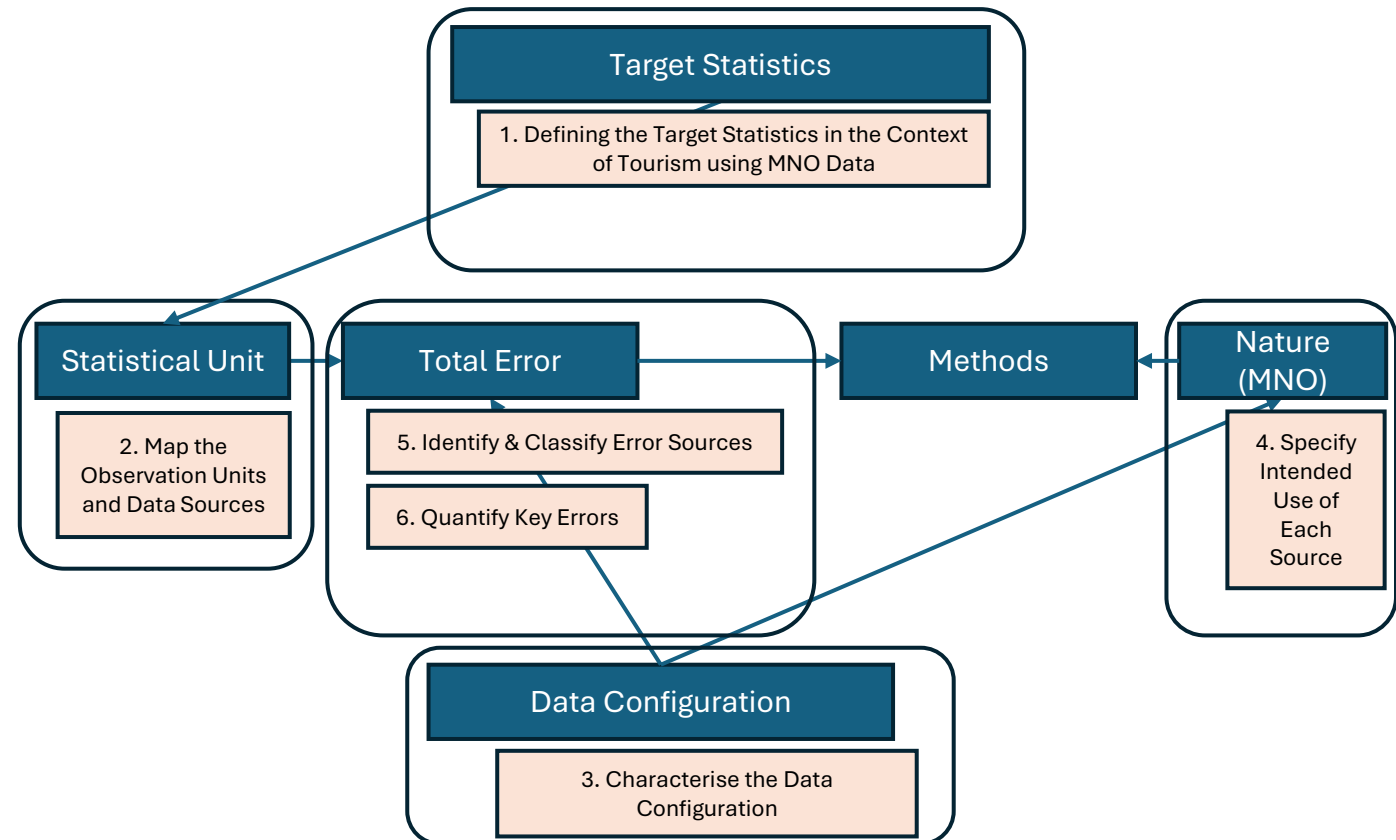 Target Statistics
1. Defining the Target Statistics in the Context
of Tourism using MNO Data
Statistical Unit
2. Map the
Observation Units
and Data Sources
Total Error
5. Identify & Classify Error Sources
6. Quantify Key Errors
Methods
Nature
(MNO)
4. Specify
Intended
Use of
Each
Source
Data Configuration
3. Characterise the Data
Configuration